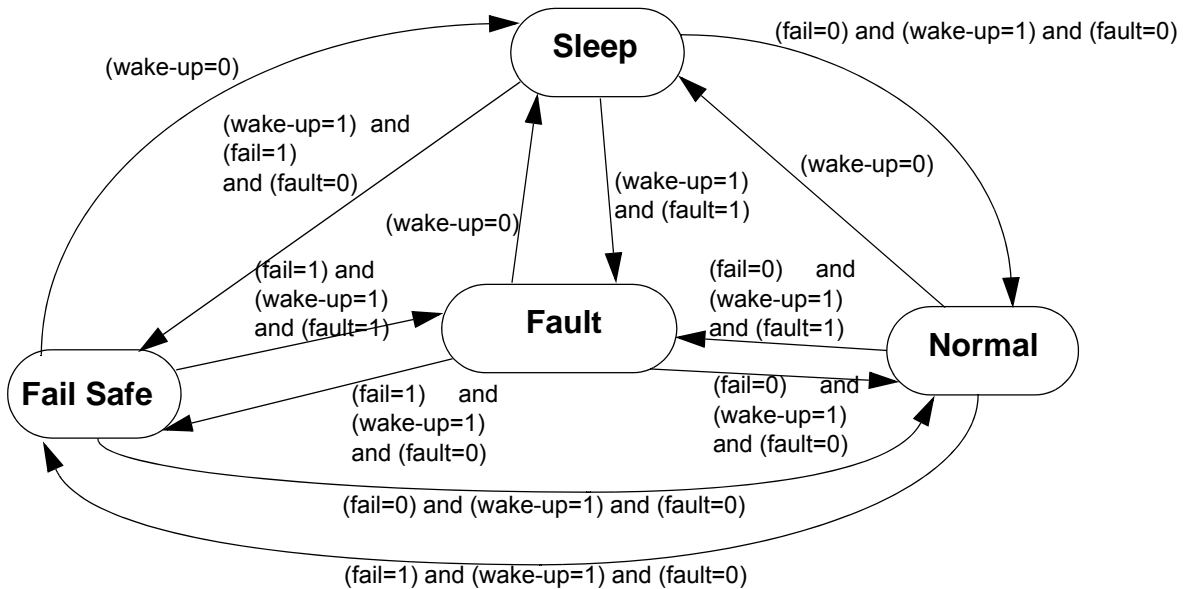 Sleep
(fail=0) and (wake-up=1) and (fault=0)
(wake-up=0)
(wake-up=1) and
(fail=1)
and (fault=0)
(wake-up=0)
(wake-up=1)
and (fault=1)
(wake-up=0)
(fail=1) and
(wake-up=1)
and (fault=1)
Fault
(fail=0) and
(wake-up=1)
and (fault=1)
Normal
Fail Safe
(fail=1) and
(wake-up=1)
and (fault=0)
(fail=0) and
(wake-up=1)
and (fault=0)
(fail=0) and (wake-up=1) and (fault=0)
(fail=1) and (wake-up=1) and (fault=0)